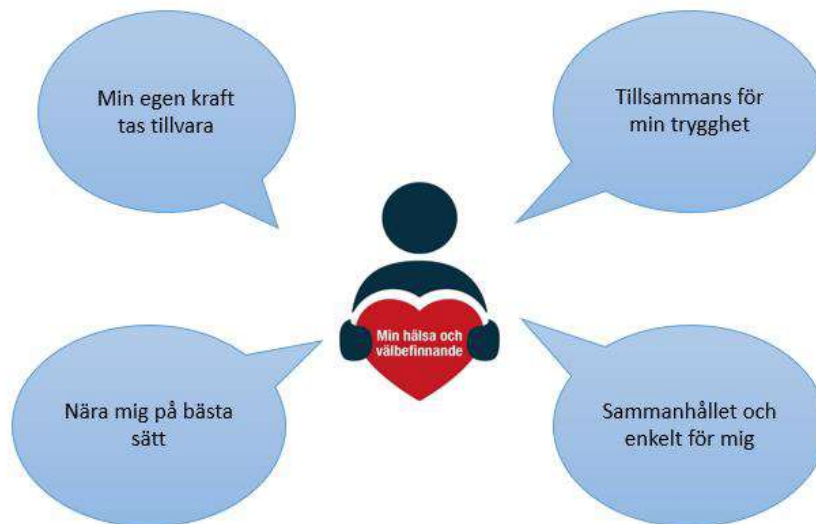 Min egen kraft
tas tillvara
Tillsammans för
min trygghet
Min hälsa och
välbefinnande
Nära mig på bästa
sätt
Sammanhållet och
enkelt för mig